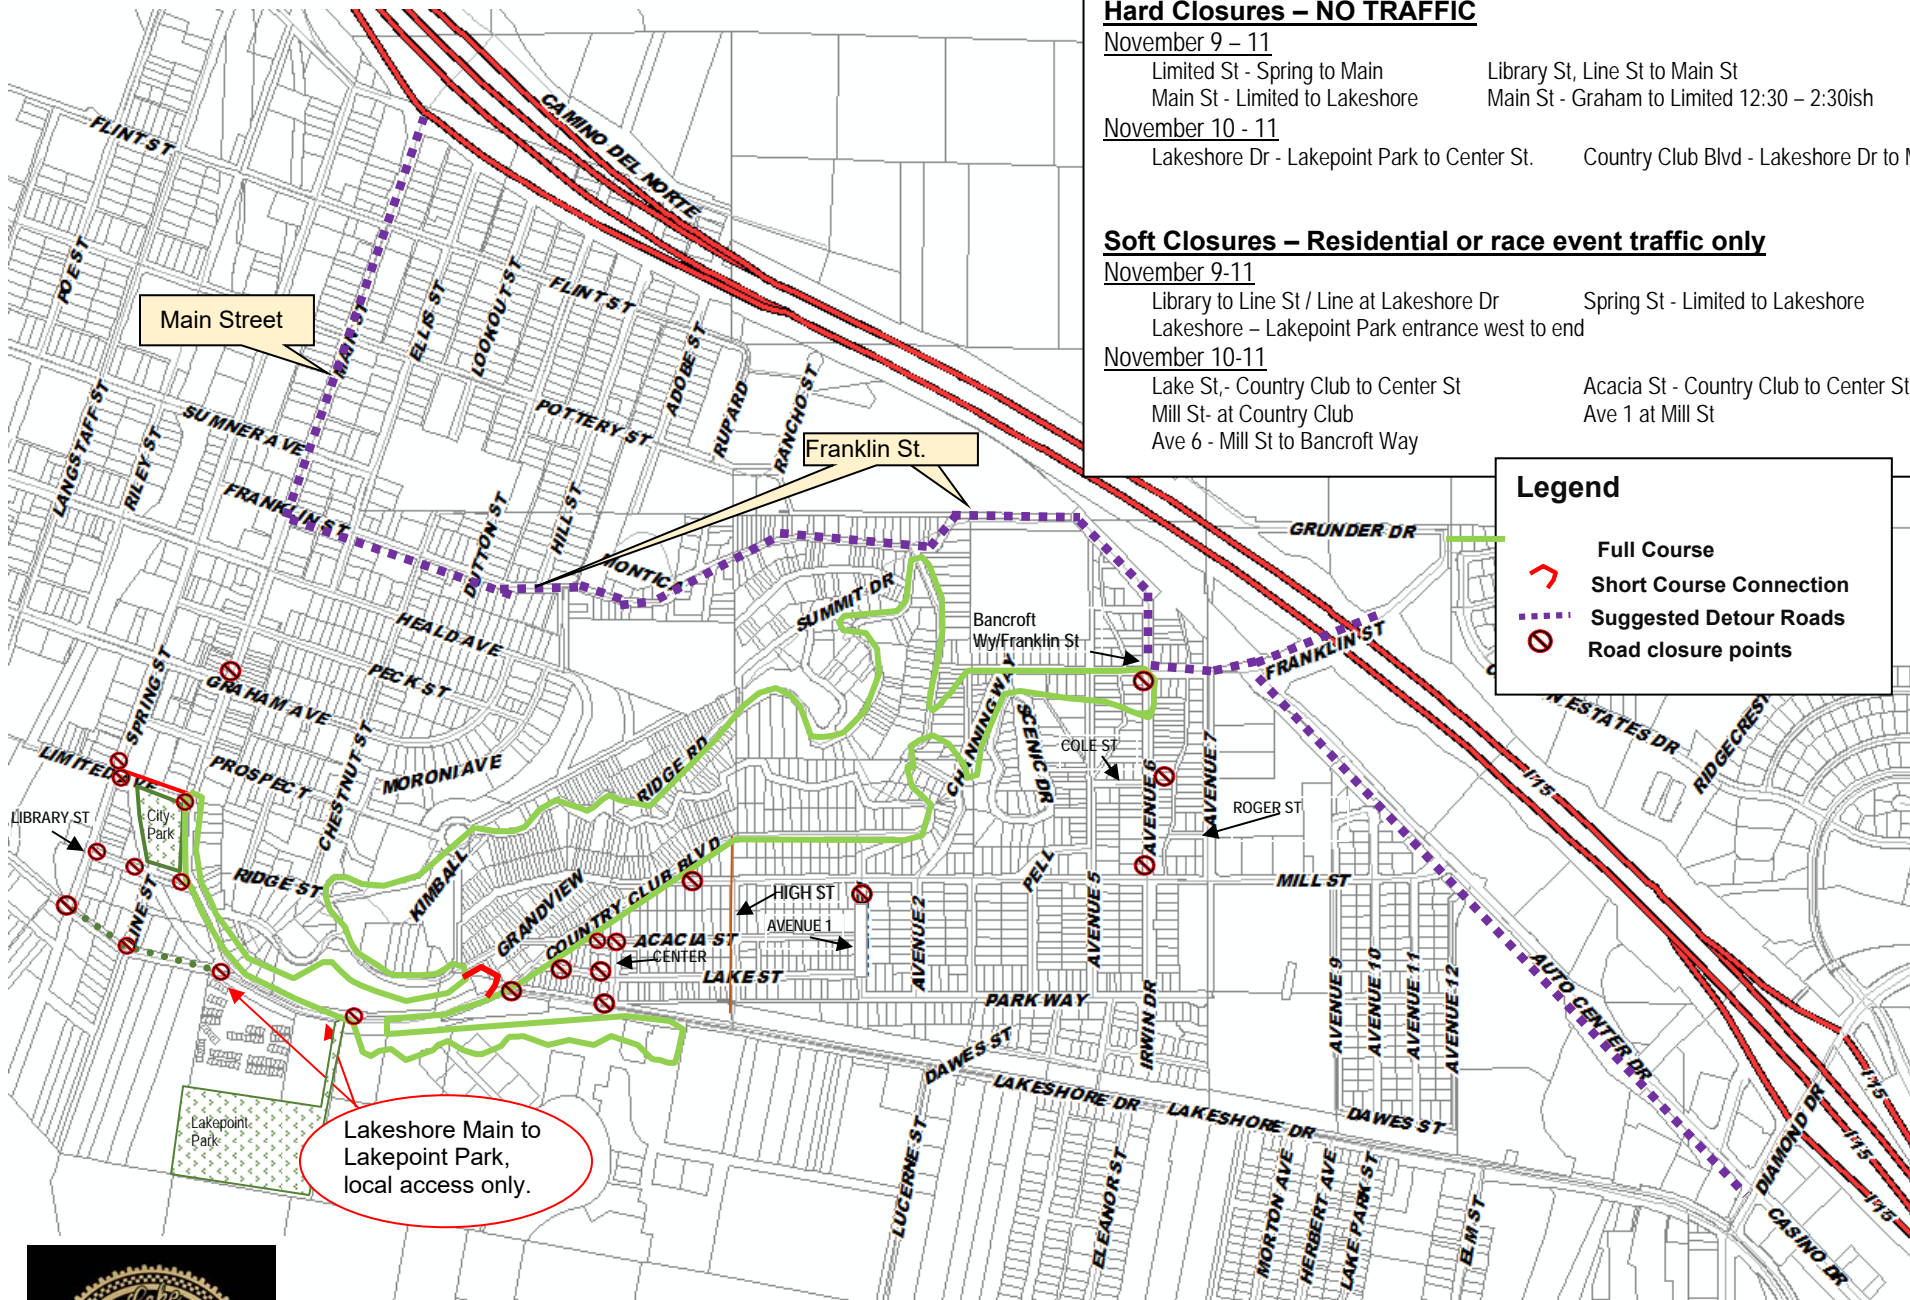 Hard Closures – NO TRAFFIC
November 9 – 11
Limited St - Spring to Main
Library St, Line St to Main St
Main St - Limited to Lakeshore
Main St - Graham to Limited 12:30 – 2:30ish
November 10 - 11
Lakeshore Dr - Lakepoint Park to Center St.
Country Club Blvd - Lakeshore Dr to
Soft Closures – Residential or race event traffic only
November 9-11
Library to Line St / Line at Lakeshore Dr
Spring St - Limited to Lakeshore
Lakeshore – Lakepoint Park entrance west to end
November 10-11
Lake St,- Country Club to Center St
Acacia St - Country Club to Center St
Mill St- at Country Club
Ave 1 at Mill St
Ave 6 - Mill St to Bancroft Way
Legend
Full Course
Short Course Connection
Suggested Detour Roads
Road closure points
CAMINO DEL NORTE
FLINT ST
POE ST
Main Street
MAIN ST
ELLIS ST
LOOKOUT ST
FLINT ST
ADOBE ST
RUPARD
RANCHO ST
POTTERY ST
LANGSTAFF ST
RILEY ST
SUMNER AVE
FRANKLIN ST
Franklin St.
DUTTON ST
HILL ST
MONTICA
SUMMIT DR
GRUNDER DR
Bancroft
Wy/Franklin St
FRANKLIN ST
HEALD AVE
PECK ST
SPRING ST
GRAHAM AVE
LIMITED AVE
PROSPECT
CHESTNUT ST
MORONI AVE
RIDGE RD
CHANNING WAY
SCENIC DR
COLE ST
AVENUE 6
AVENUE 7
ROGER ST
ESTATES DR
RIDGECREST
I-15
LIBRARY ST
City
Park
LINE ST
RIDGE ST
KIMBALL
GRANDVIEW
COUNTRY CLUB BLVD
HIGH ST
AVENUE 1
ACACIA ST
CENTER
LAKE ST
AVENUE 2
PELL
AVENUE 5
MILL ST
PARKWAY
IRWIN DR
AVENUE 9
AVENUE 10
AVENUE 11
AVENUE 12
AUTO CENTER DR
DAWES ST
LAKESHORE DR
LAKESHORE DR
DAWES ST
DIAMOND DR
I-15
I-15
I-15
CASINO DR
Lakepoint
Park
Lakeshore Main to
Lakepoint Park,
local access only.
LUCERNE ST
ELEANOR ST
MORTON AVE
HERBERT AVE
LAKE PARK ST
ELM ST
Lake